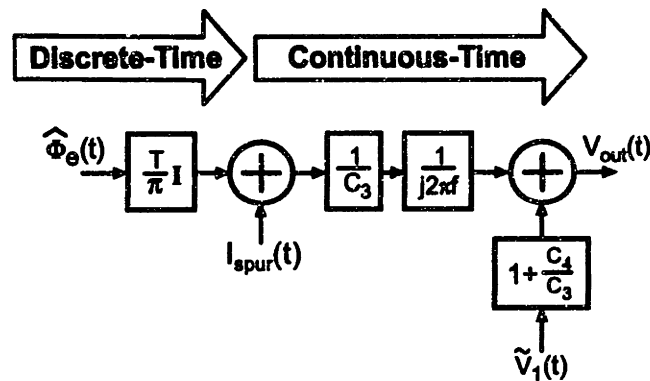 Discrete-Time
Continuous-Time
Φ̂e(t)
T/π I
+
1/C3
1/j2πf
+
Vout(t)
Ispur(t)
1+C4/C3
Ṽ1(t)